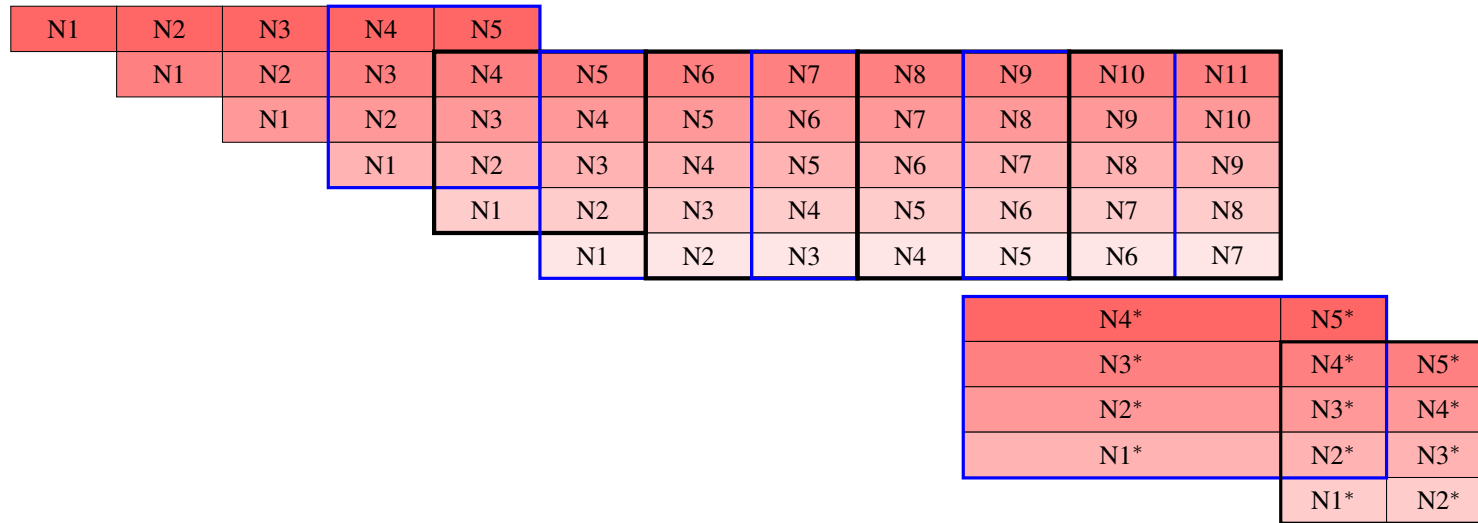 N1 N2 N3 N4 N5
N1 N2 N3 N4 N5 N6 N7 N8 N9 N10 N11
N1 N2 N3 N4 N5 N6 N7 N8 N9 N10
N1 N2 N3 N4 N5 N6 N7 N8 N9
N1 N2 N3 N4 N5 N6 N7 N8
N1 N2 N3 N4 N5 N6 N7
N4* N5*
N3* N4* N5*
N2* N3* N4*
N1* N2* N3*
N1* N2*